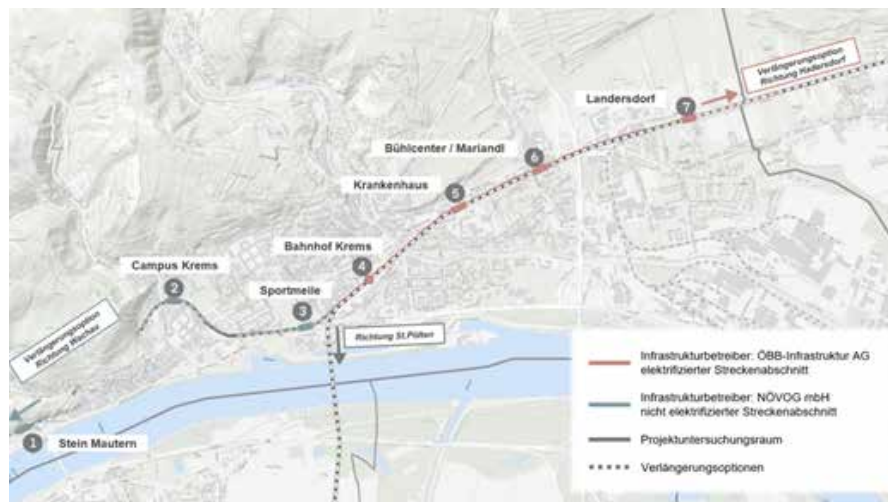 Verlängerungsoption
Richtung Hadersdorf
7
Landersdorf
6
Bühlcenter / Mariandl
5
Krankenhaus
4
Bahnhof Krems
Campus Krems
2
Sportmeile
3
Verlängerungsoption
Richtung Wachau
Richtung St.Pölten
1
Stein Mautern
Infrastrukturbetreiber: ÖBB-Infrastruktur AG
elektrifizierter Streckenabschnitt
Infrastrukturbetreiber: NÖVOG mbH
nicht elektrifizierter Streckenabschnitt
Projektuntersuchungsraum
Verlängerungsoptionen